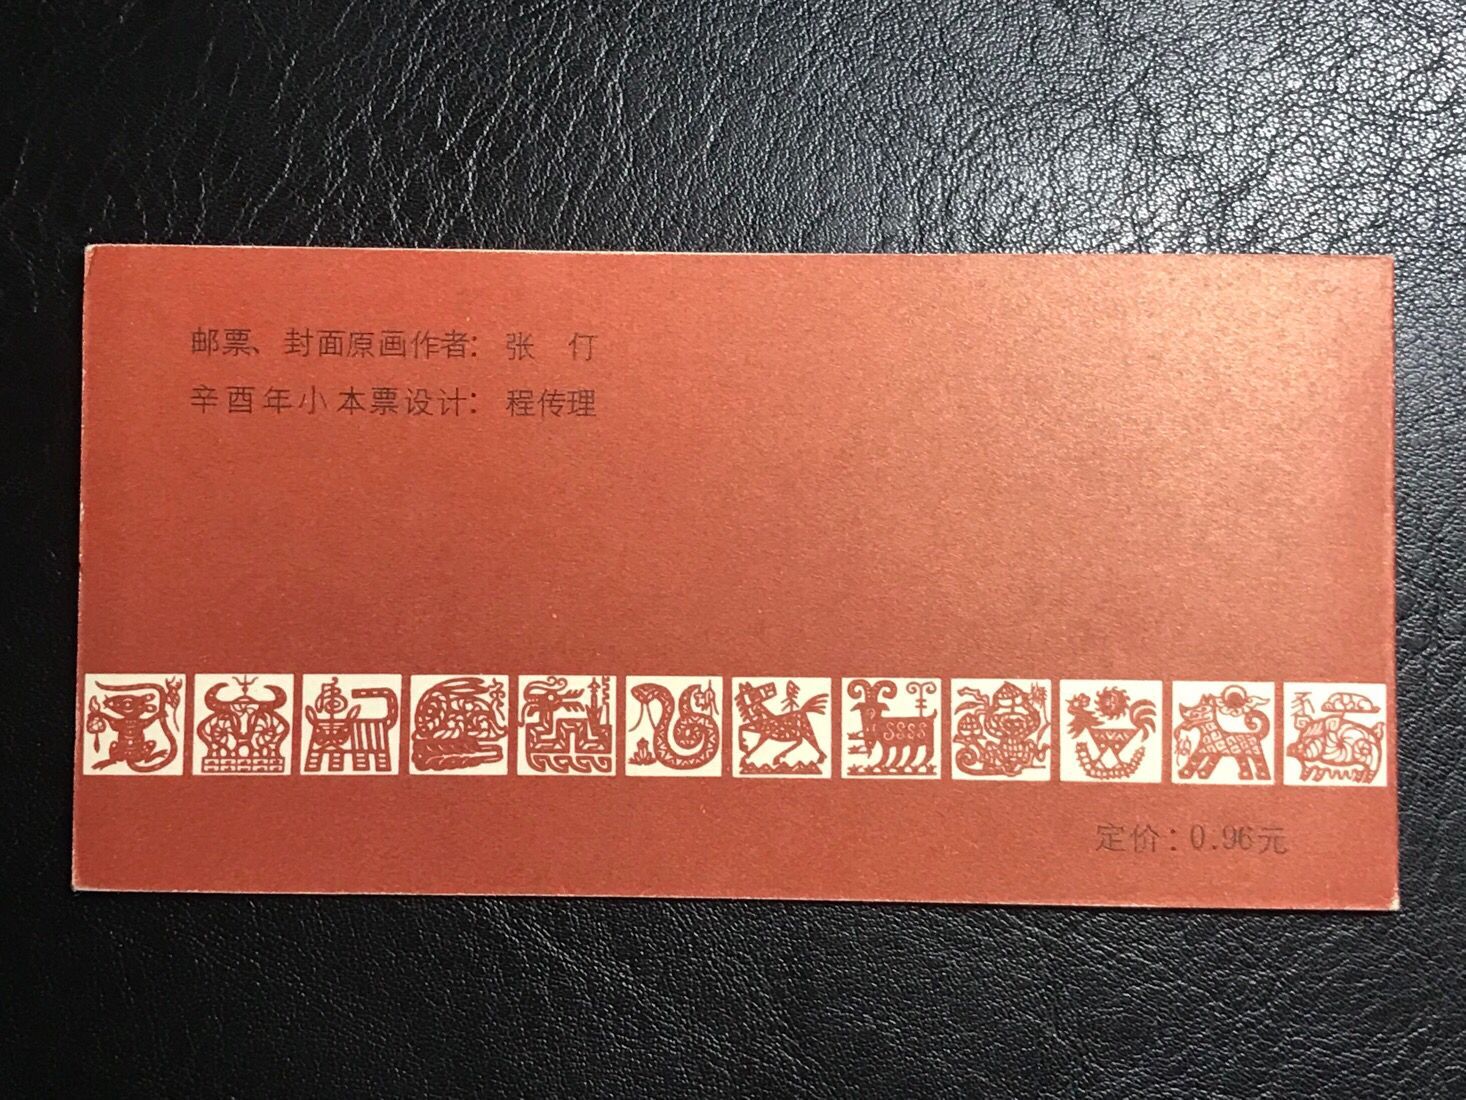 邮票、封面原画作者：张　仃
辛酉年小本票设计：程传理
定价：0.96元